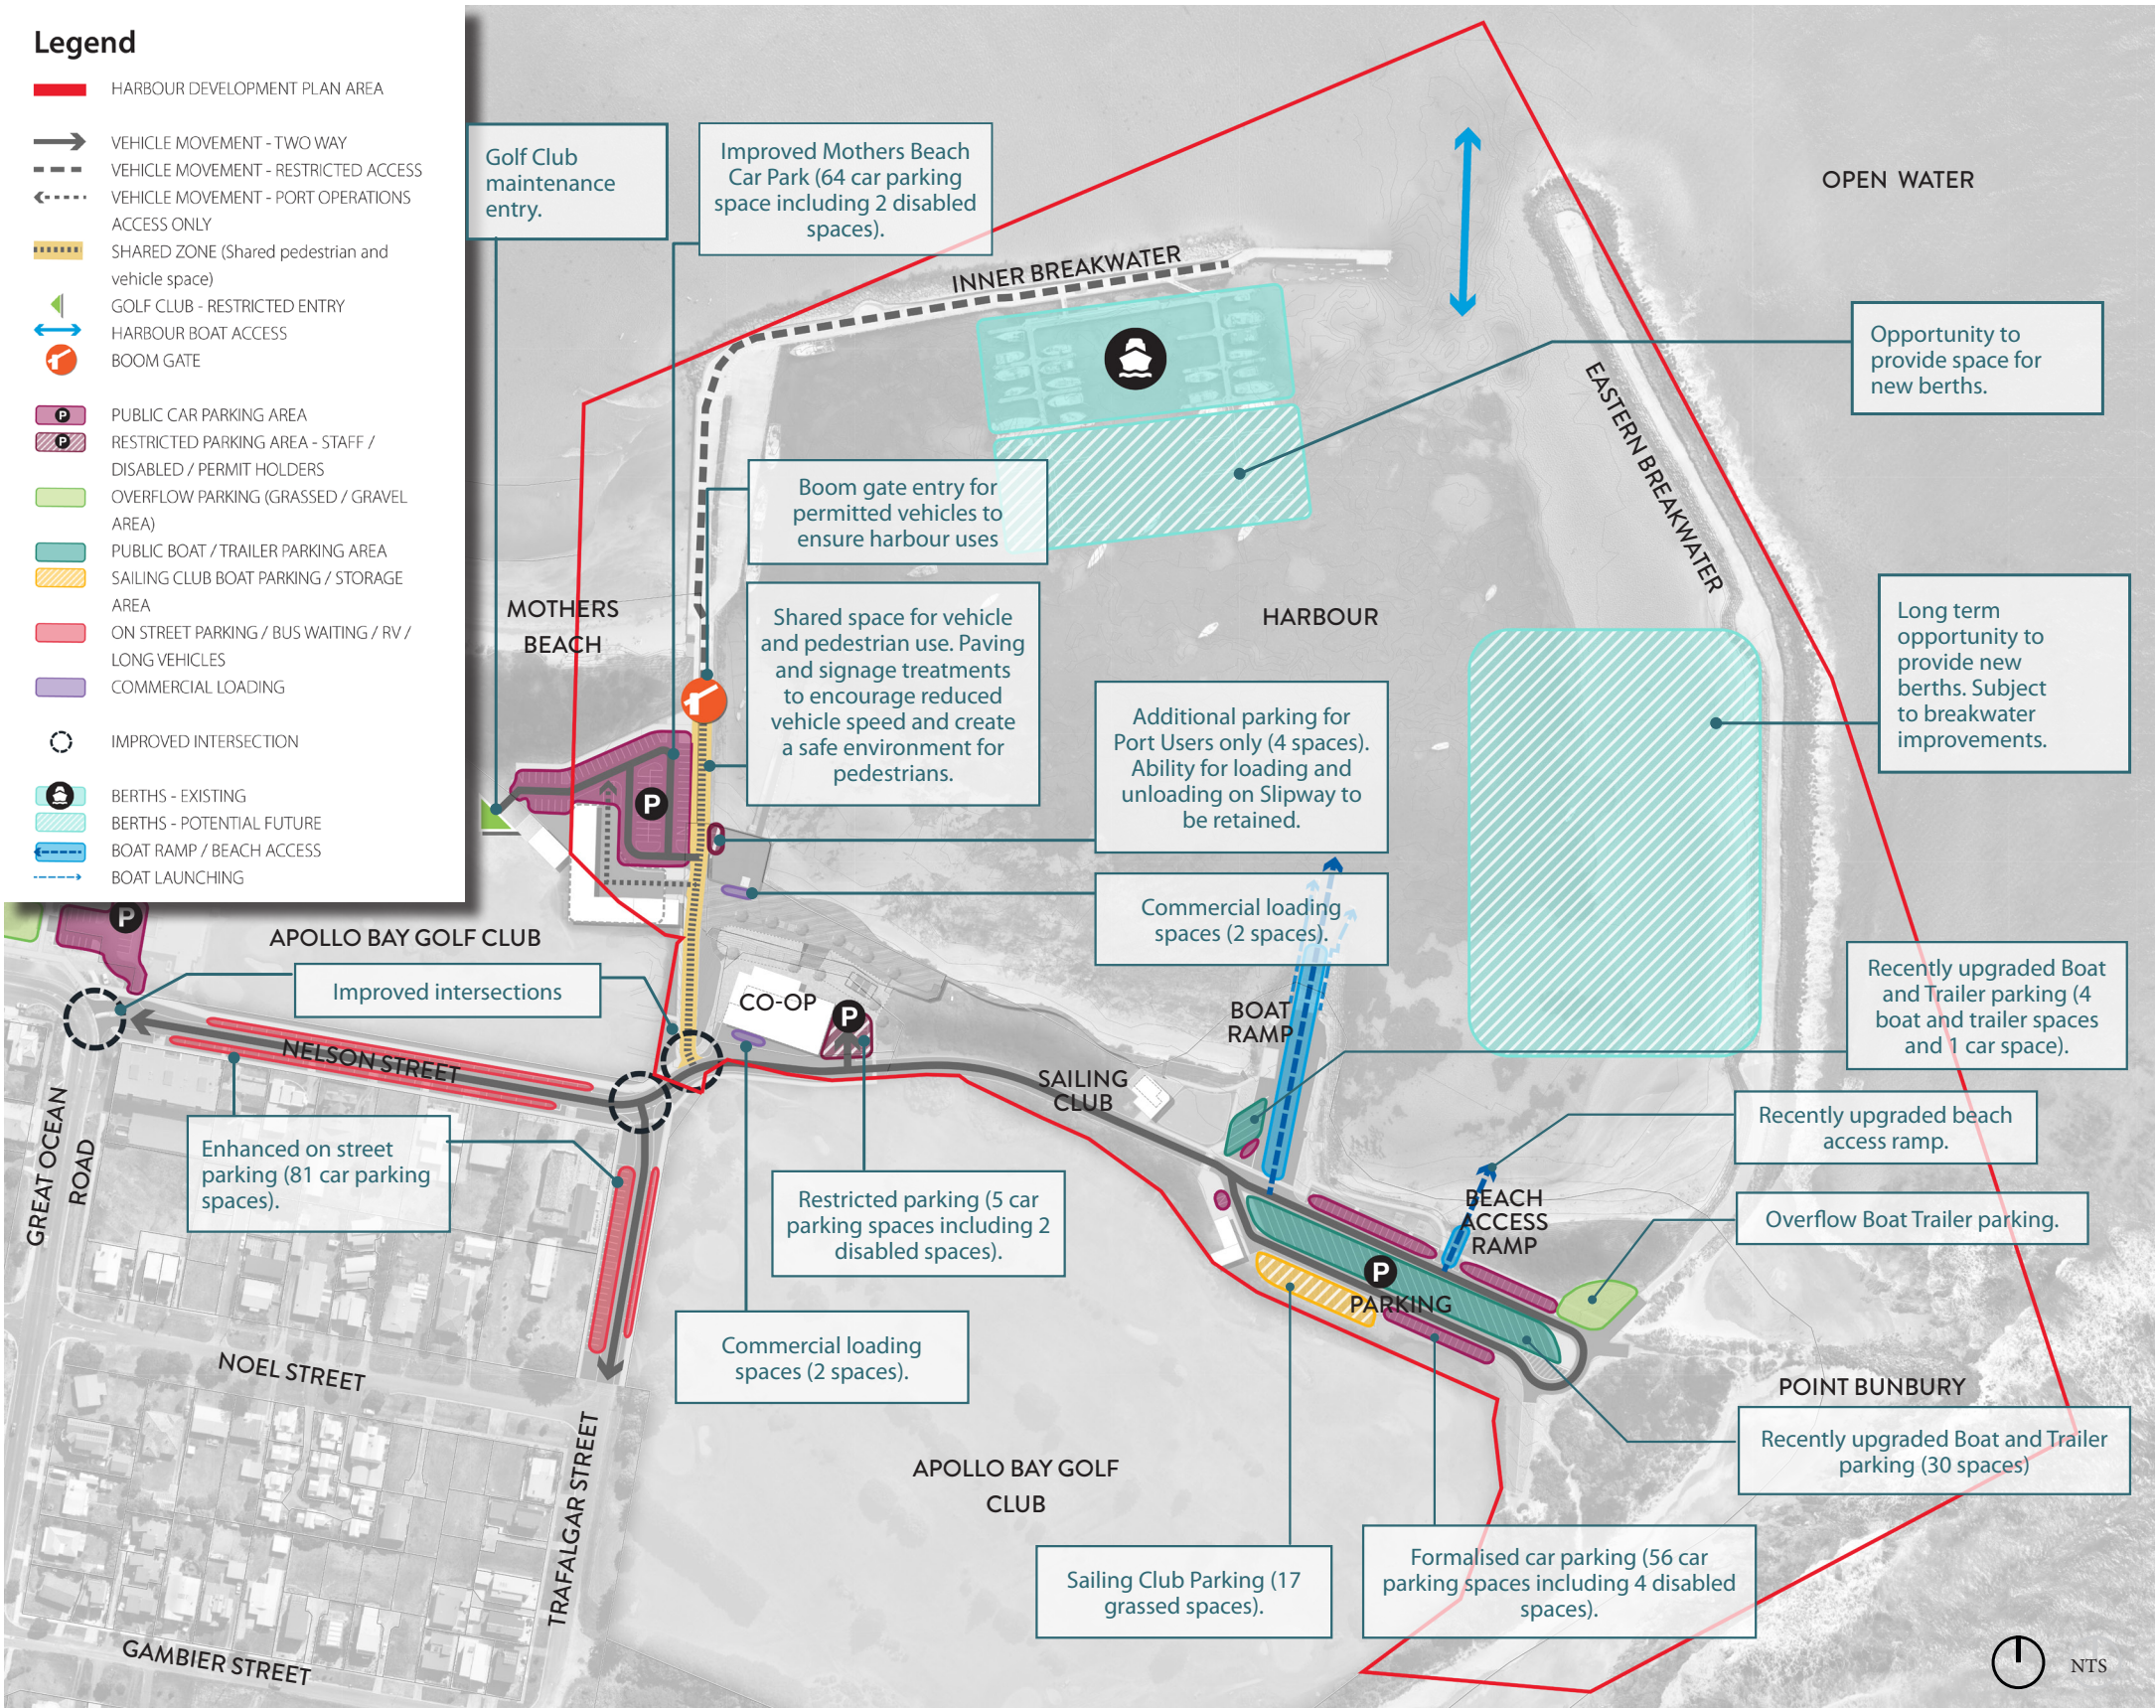 Legend
HARBOUR DEVELOPMENT PLAN AREA
VEHICLE MOVEMENT - TWO WAY
VEHICLE MOVEMENT - RESTRICTED ACCESS
VEHICLE MOVEMENT - PORT OPERATIONS
ACCESS ONLY
SHARED ZONE (Shared pedestrian and
vehicle space)
GOLF CLUB - RESTRICTED ENTRY
HARBOUR BOAT ACCESS
BOOM GATE
P
PUBLIC CAR PARKING AREA
P
RESTRICTED PARKING AREA - STAFF /
DISABLED / PERMIT HOLDERS
OVERFLOW PARKING (GRASSED / GRAVEL
AREA)
PUBLIC BOAT / TRAILER PARKING AREA
SAILING CLUB BOAT PARKING / STORAGE
AREA
ON STREET PARKING / BUS WAITING / RV /
LONG VEHICLES
COMMERCIAL LOADING
IMPROVED INTERSECTION
BERTHS - EXISTING
BERTHS - POTENTIAL FUTURE
BOAT RAMP / BEACH ACCESS
BOAT LAUNCHING
Golf Club
maintenance
entry.
Improved Mothers Beach
Car Park (64 car parking
space including 2 disabled
spaces).
OPEN WATER
INNER BREAKWATER
Opportunity to
provide space for
new berths.
EASTERN BREAKWATER
Boom gate entry for
permitted vehicles to
ensure harbour uses
MOTHERS
BEACH
HARBOUR
Shared space for vehicle
and pedestrian use. Paving
and signage treatments
to encourage reduced
vehicle speed and create
a safe environment for
pedestrians.
Long term
opportunity to
provide new
berths. Subject
to breakwater
improvements.
Additional parking for
Port Users only (4 spaces).
Ability for loading and
unloading on Slipway to
be retained.
P
Commercial loading
spaces (2 spaces).
P
APOLLO BAY GOLF CLUB
Improved intersections
CO-OP
P
BOAT
RAMP
Recently upgraded Boat
and Trailer parking (4
boat and trailer spaces
and 1 car space).
NELSON STREET
SAILING
CLUB
GREAT OCEAN
ROAD
Enhanced on street
parking (81 car parking
spaces).
Recently upgraded beach
access ramp.
Restricted parking (5 car
parking spaces including 2
disabled spaces).
BEACH
ACCESS
RAMP
Overflow Boat Trailer parking.
P
PARKING
Commercial loading
spaces (2 spaces).
NOEL STREET
POINT BUNBURY
Recently upgraded Boat and Trailer
parking (30 spaces)
TRAFALGAR STREET
APOLLO BAY GOLF
CLUB
Sailing Club Parking (17
grassed spaces).
Formalised car parking (56 car
parking spaces including 4 disabled
spaces).
GAMBIER STREET
NTS